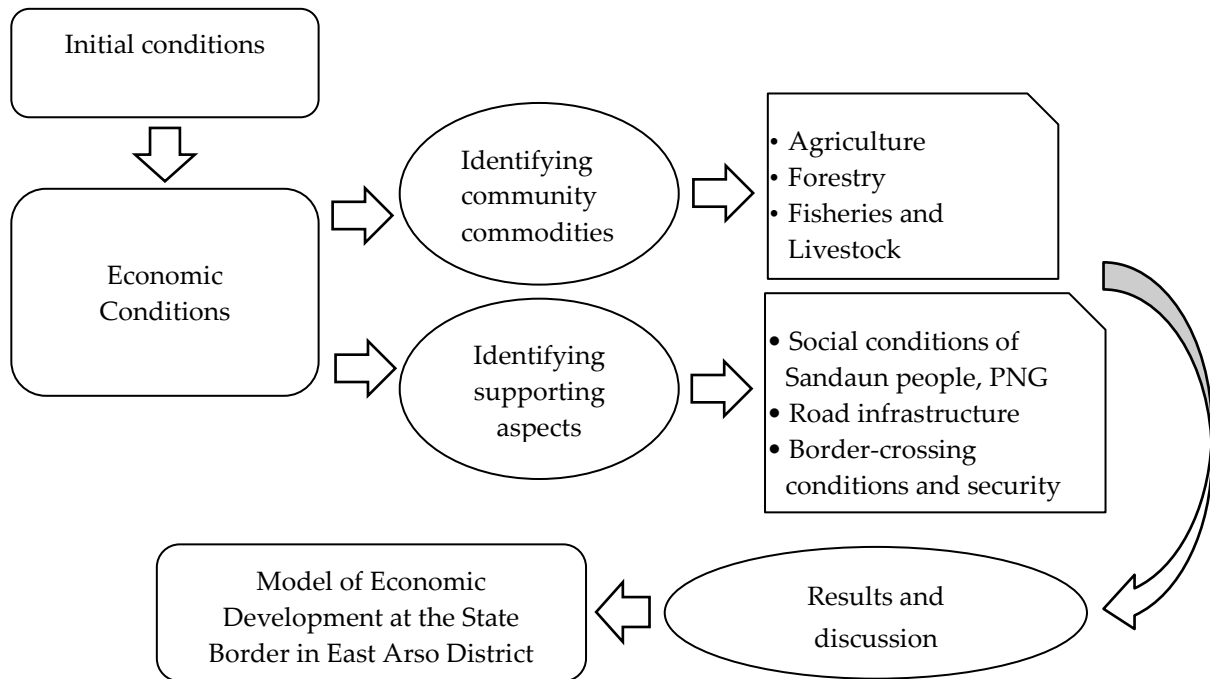 Initial conditions
Economic
Conditions
Identifying
community
commodities
• Agriculture
• Forestry
• Fisheries and
Livestock
Identifying
supporting
aspects
• Social conditions of
Sandaun people, PNG
• Road infrastructure
• Border-crossing
conditions and security
Results and
discussion
Model of Economic
Development at the State
Border in East Arso District